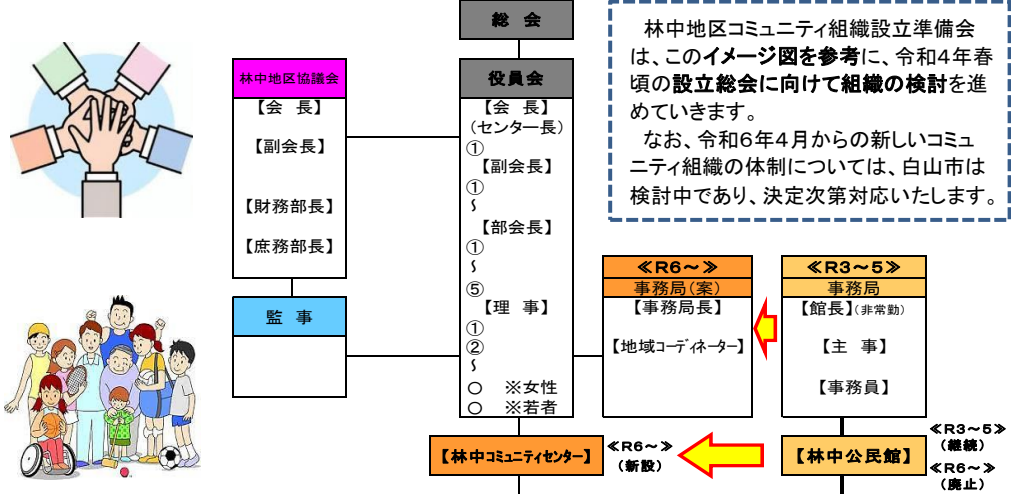 総 会
林中地区コミュニティ組織設立準備会
は、このイメージ図を参考に、令和4年春
頃の設立総会に向けて組織の検討を進
めていきます。
なお、令和6年4月からの新しいコミュ
ニティ組織の体制については、白山市は
検討中であり、決定次第対応いたします。
林中地区協議会
【会 長】
【副会長】
【財務部長】
【庶務部長】
監 事
役員会
【会 長】
(センター長)
①
【副会長】
①
~
【部会長】
①
~
⑤
【理 事】
①
②
~
○ ※女性
○ ※若者
≪R6~≫
事務局(案)
【事務局長】
【地域コーディネーター】
≪R3~5≫
事務局
【館長】(非常勤)
【主 事】
【事務員】
【林中コミュニティセンター】
≪R6~≫
(新設)
【林中公民館】
≪R3~5≫
(継続)
≪R6~≫
(廃止)